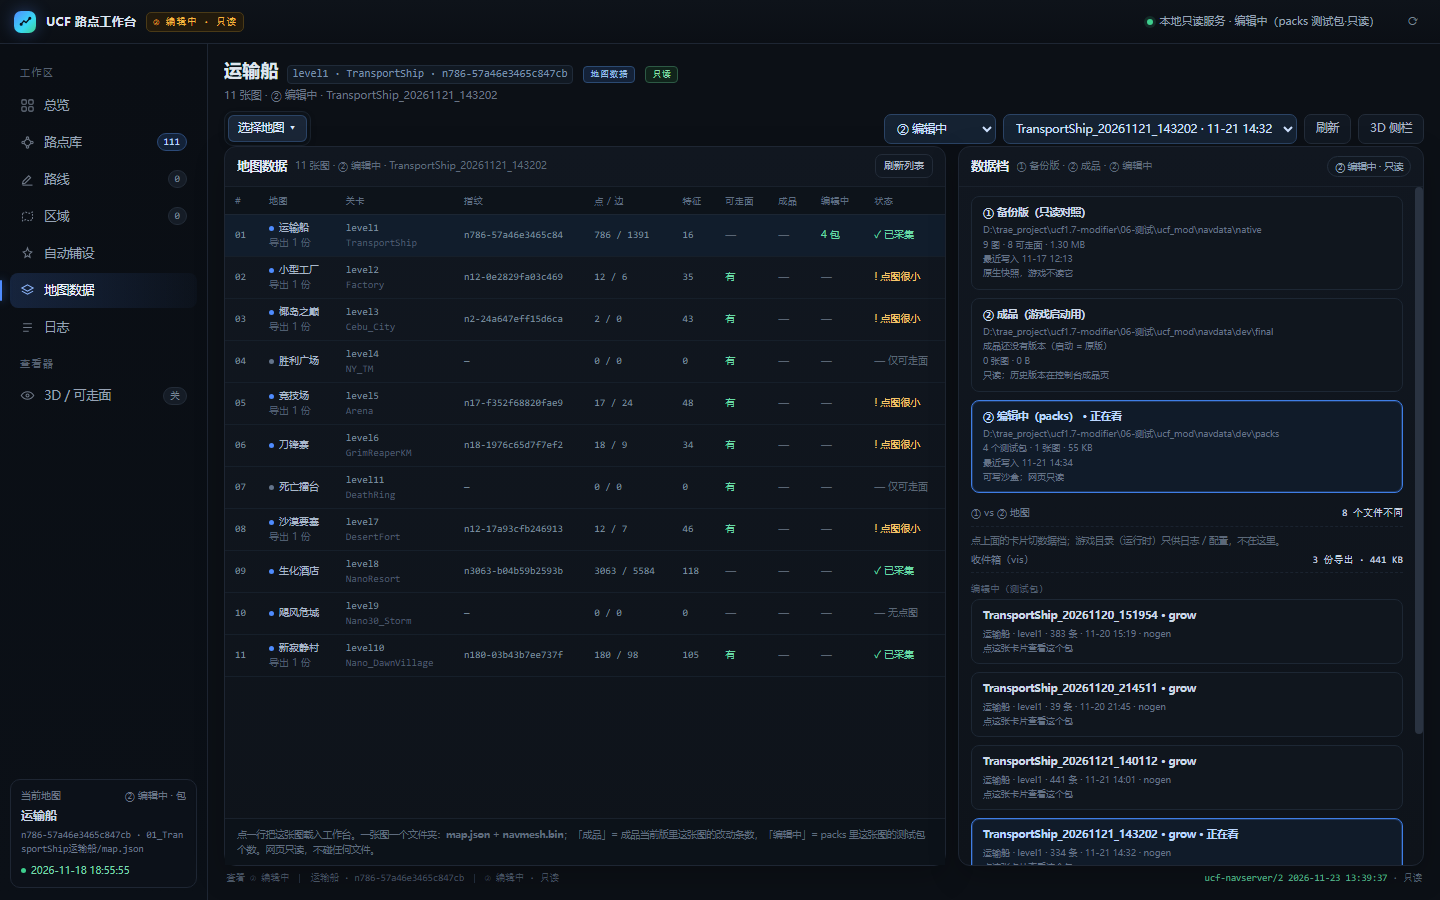 UCF 路点工作台
② 编辑中 · 只读
本地只读服务 · 编辑中 (packs 测试包·只读)
工作区
总览
路点库 111
路线 0
区域 0
自动铺设
地图数据
日志
查看器
3D / 可走面 关
当前地图 ② 编辑中 · 包
运输船
n786-57a46e3465c847cb · 01_Tran
sportShip运输船/map.json
2026-11-18 18:55:55
运输船 level1 · TransportShip · n786-57a46e3465c847cb 地图数据 只读
11 张图 · ② 编辑中 · TransportShip_20261121_143202
选择地图 ▾
② 编辑中
TransportShip_20261121_143202 · 11-21 14:32
刷新
3D 侧栏
地图数据 11 张图 · ② 编辑中 · TransportShip_20261121_143202 刷新列表
# 地图 关卡 指纹 点 / 边 特征 可走面 成品 编辑中 状态
01 运输船 导出 1 份 level1 TransportShip n786-57a46e3465c84 786 / 1391 16 — — 4 包 ✓ 已采集
02 小型工厂 导出 1 份 level2 Factory n12-0e2829fa03c469 12 / 6 35 有 — — ! 点图很小
03 椰岛之巅 导出 1 份 level3 Cebu_City n2-24a647eff15d6ca 2 / 0 43 有 — — ! 点图很小
04 胜利广场 level4 NY_TM — 0 / 0 0 有 — — — 仅可走面
05 竞技场 导出 1 份 level5 Arena n17-f352f68820fae9 17 / 24 48 有 — — ! 点图很小
06 刀锋寨 level6 GrimReaperKM n18-1976c65d7f7ef2 18 / 9 34 有 — — ! 点图很小
07 死亡擂台 level11 DeathRing — 0 / 0 0 有 — — — 仅可走面
08 沙漠要塞 导出 1 份 level7 DesertFort n12-17a93cfb246913 12 / 7 46 有 — — ! 点图很小
09 生化酒店 level8 NanoResort n3063-b04b59b2593b 3063 / 5584 118 — — — ✓ 已采集
10 飓风危城 level9 Nano30_Storm — 0 / 0 0 — — — — 无点图
11 新寂静村 导出 1 份 level10 Nano_DawnVillage n180-03b43b7ee737f 180 / 98 105 有 — — ✓ 已采集
点一行把这张图载入工作台。一张图一个文件夹：map.json + navmesh.bin；「成品」= 成品当前版里这张图的改动条数，「编辑中」= packs 里这张图的测试包
个数。网页只读，不碰任何文件。
数据档 ① 备份版 · ② 成品 · ② 编辑中 ② 编辑中 · 只读
① 备份版（只读对照）
D:\trae_project\ucf1.7-modifier\06-测试\ucf_mod\navdata\native
9 图 · 8 可走面 · 1.30 MB
最近写入 11-17 12:13
原生快照，游戏不读它
② 成品（游戏启动用）
D:\trae_project\ucf1.7-modifier\06-测试\ucf_mod\navdata\dev\final
成品还没有版本（启动 = 原版）
0 张图 · 0 B
只读；历史版本在控制台成品页
② 编辑中（packs） • 正在看
D:\trae_project\ucf1.7-modifier\06-测试\ucf_mod\navdata\dev\packs
4 个测试包 · 1 张图 · 55 KB
最近写入 11-21 14:34
可写沙盒；网页只读
① vs ② 地图 8 个文件不同
点上面的卡片切数据档；游戏目录（运行时）只供日志 / 配置，不在这里。
收件箱（vis） 3 份导出 · 441 KB
编辑中（测试包）
TransportShip_20261120_151954 • grow
运输船 · level1 · 383 条 · 11-20 15:19 · nogen
点这张卡片查看这个包
TransportShip_20261120_214511 • grow
运输船 · level1 · 39 条 · 11-20 21:45 · nogen
点这张卡片查看这个包
TransportShip_20261121_140112 • grow
运输船 · level1 · 441 条 · 11-21 14:01 · nogen
点这张卡片查看这个包
TransportShip_20261121_143202 • grow • 正在看
运输船 · level1 · 334 条 · 11-21 14:32 · nogen
查看 ② 编辑中 | 运输船 · n786-57a46e3465c847cb | ② 编辑中 · 只读
ucf-navserver/2 2026-11-23 13:39:37 · 只读